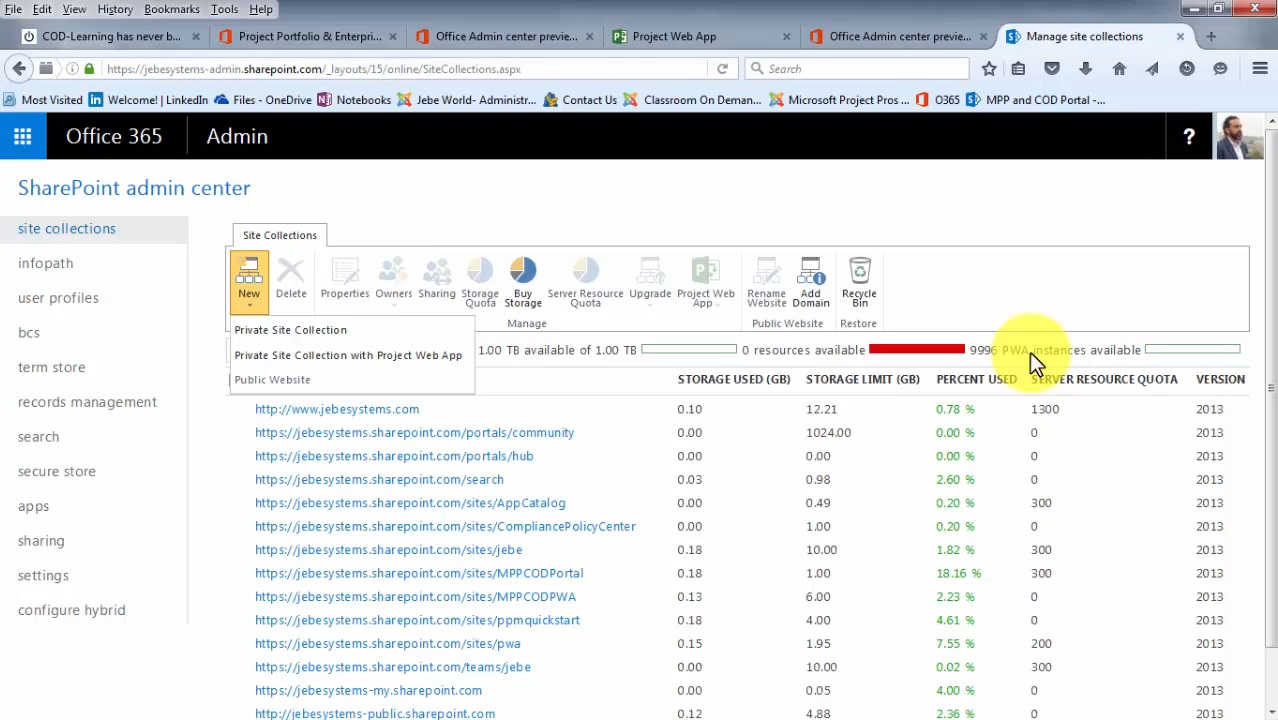 File Edit View History Bookmarks Tools Help
COD-Learning has never b... × Project Portfolio & Enterpri... × Office Admin center previe... × Project Web App × Office Admin center previe... × Manage site collections ×
https://jebesystems-admin.sharepoint.com/_layouts/15/online/SiteCollections.aspx Search
Most Visited Welcome! | LinkedIn Files - OneDrive Notebooks Jebe World- Administr... Contact Us Classroom On Deman... Microsoft Project Pros ... O365 MPP and COD Portal -...
Office 365 Admin ?
SharePoint admin center
site collections
infopath
user profiles
bcs
term store
records management
search
secure store
apps
sharing
settings
configure hybrid
Site Collections
New Delete Properties Owners Sharing Storage Quota Buy Storage Server Resource Quota Upgrade Project Web App Rename Website Add Domain Recycle Bin
Manage Public Website Restore
Private Site Collection
Private Site Collection with Project Web App
Public Website
1.00 TB available of 1.00 TB 0 resources available 9996 PWA instances available
STORAGE USED (GB) STORAGE LIMIT (GB) PERCENT USED SERVER RESOURCE QUOTA VERSION
http://www.jebesystems.com 0.10 12.21 0.78 % 1300 2013
https://jebesystems.sharepoint.com/portals/community 0.00 1024.00 0.00 % 0 2013
https://jebesystems.sharepoint.com/portals/hub 0.00 0.00 0.00 % 0 2013
https://jebesystems.sharepoint.com/search 0.03 0.98 2.60 % 0 2013
https://jebesystems.sharepoint.com/sites/AppCatalog 0.00 0.49 0.20 % 300 2013
https://jebesystems.sharepoint.com/sites/CompliancePolicyCenter 0.00 1.00 0.20 % 0 2013
https://jebesystems.sharepoint.com/sites/jebe 0.18 10.00 1.82 % 300 2013
https://jebesystems.sharepoint.com/sites/MPPCODPortal 0.18 1.00 18.16 % 300 2013
https://jebesystems.sharepoint.com/sites/MPPCODPWA 0.13 6.00 2.23 % 0 2013
https://jebesystems.sharepoint.com/sites/ppmquickstart 0.18 4.00 4.61 % 0 2013
https://jebesystems.sharepoint.com/sites/pwa 0.15 1.95 7.55 % 200 2013
https://jebesystems.sharepoint.com/teams/jebe 0.00 10.00 0.02 % 300 2013
https://jebesystems-my.sharepoint.com 0.00 0.05 4.00 % 0 2013
https://jebesystems-public.sharepoint.com 0.12 4.88 2.36 % 0 2013